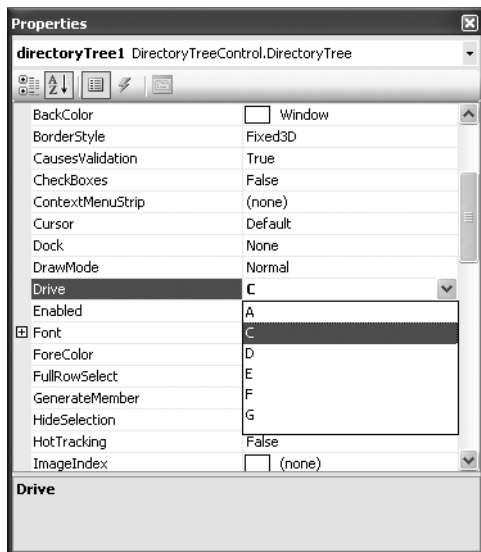 Properties
directoryTree1 DirectoryTreeControl.DirectoryTree
A Z
BackColor Window
BorderStyle Fixed3D
CausesValidation True
CheckBoxes False
ContextMenuStrip (none)
Cursor Default
Dock None
DrawMode Normal
Drive C
Enabled A
Font C
ForeColor D
FullRowSelect E
GenerateMember F
HideSelection G
HotTracking False
ImageIndex (none)
Drive